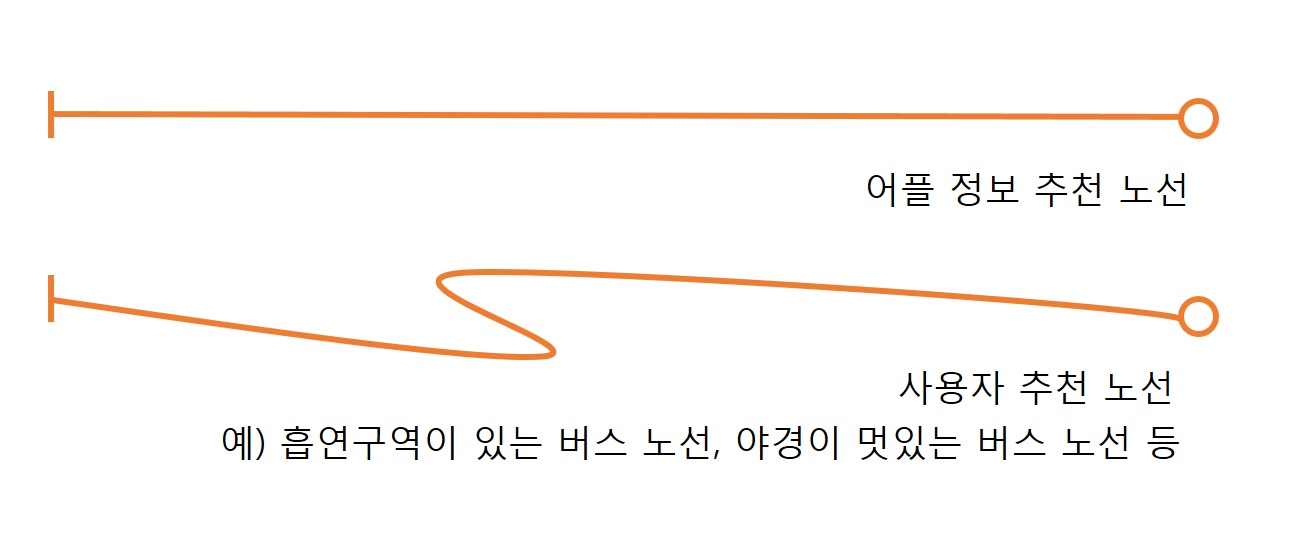 어플 정보 추천 노선
사용자 추천 노선
예) 흡연구역이 있는 버스 노선, 야경이 멋있는 버스 노선 등